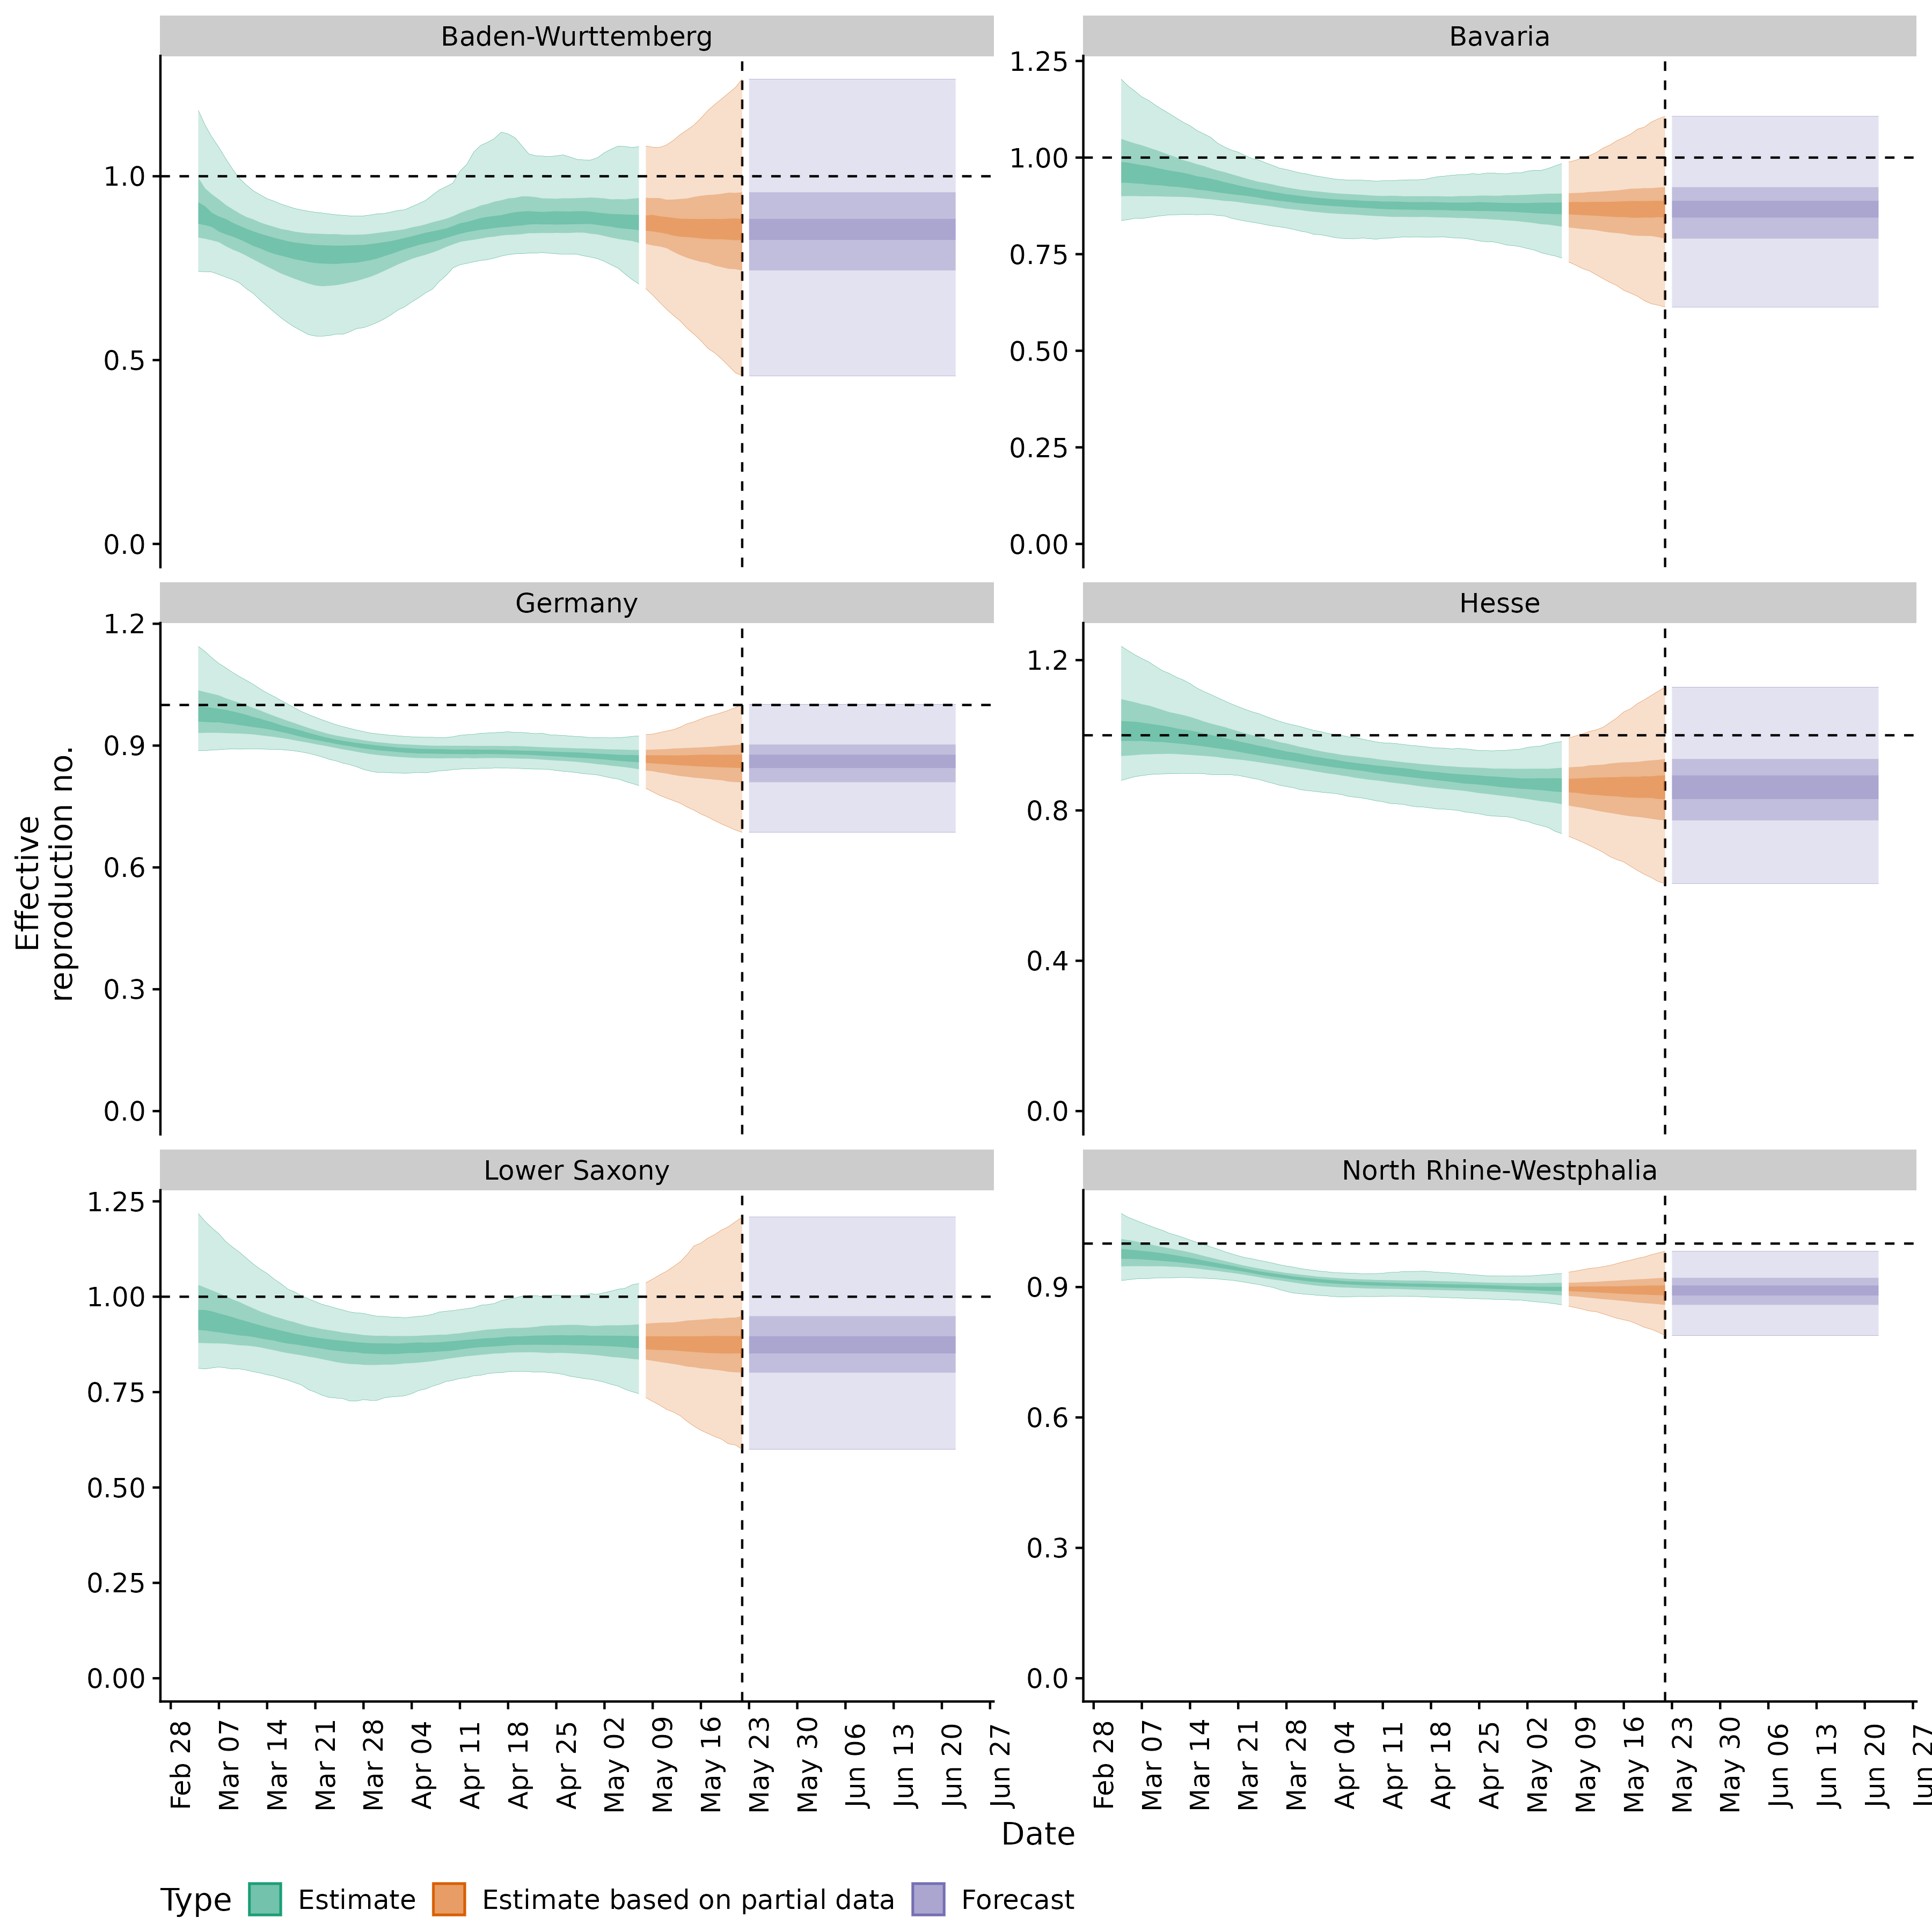 Baden-Wurttemberg
1.0
0.5
0.0
Bavaria
1.25
1.00
0.75
0.50
0.25
0.00
Germany
1.2
0.9
0.6
0.3
0.0
Hesse
1.2
0.8
0.4
0.0
Lower Saxony
1.25
1.00
0.75
0.50
0.25
0.00
North Rhine-Westphalia
0.9
0.6
0.3
0.0
Effective
reproduction no.
Feb 28
Mar 07
Mar 14
Mar 21
Mar 28
Apr 04
Apr 11
Apr 18
Apr 25
May 02
May 09
May 16
May 23
May 30
Jun 06
Jun 13
Jun 20
Jun 27
Feb 28
Mar 07
Mar 14
Mar 21
Mar 28
Apr 04
Apr 11
Apr 18
Apr 25
May 02
May 09
May 16
May 23
May 30
Jun 06
Jun 13
Jun 20
Jun 27
Date
Type Estimate Estimate based on partial data Forecast